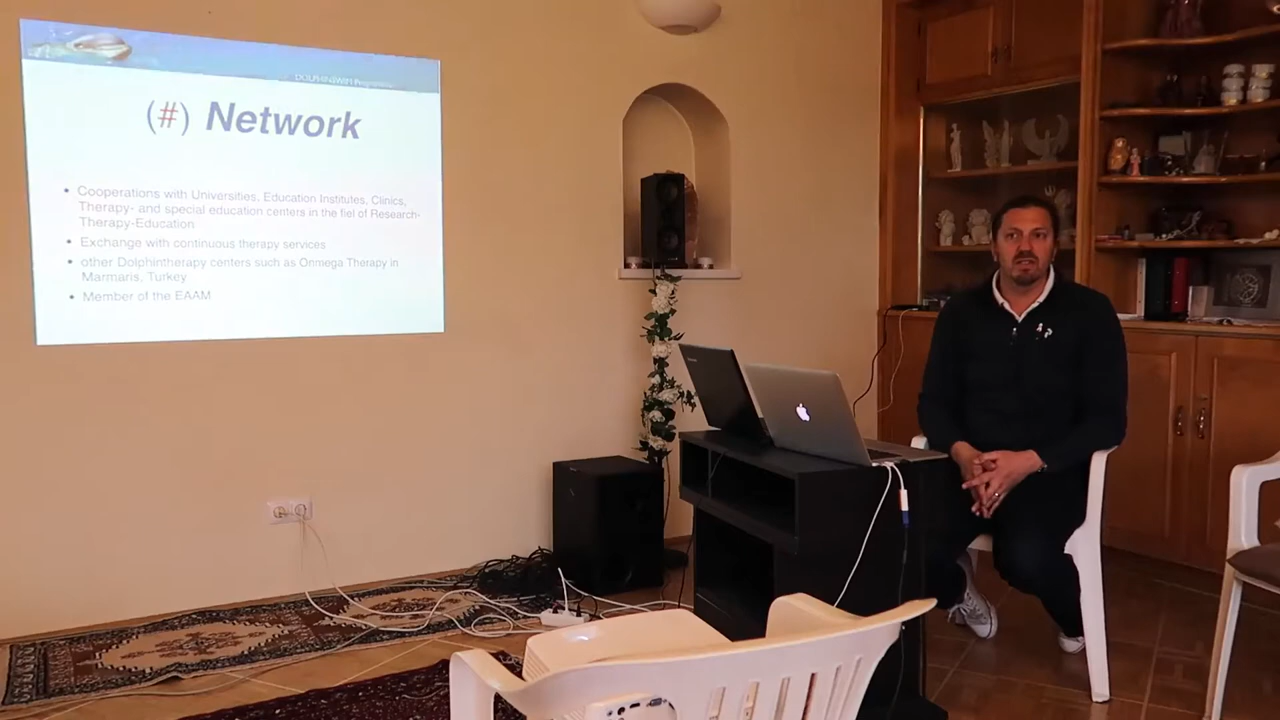 DOLPHINSWIM Programme
(#) Network
• Cooperations with Universities, Education Institutes, Clinics,
Therapy- and special education centers in the fiel of Research-
Therapy-Education
• Exchange with continuous therapy services
• other Dolphintherapy centers such as Onmega Therapy in
Marmaris, Turkey
• Member of the EAAM